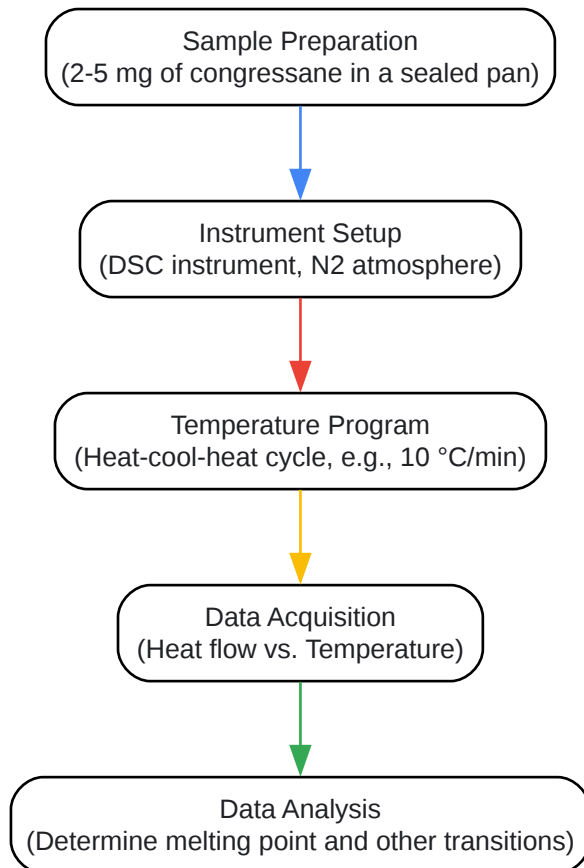 Sample Preparation
(2-5 mg of congressane in a sealed pan)
Instrument Setup
(DSC instrument, N2 atmosphere)
Temperature Program
(Heat-cool-heat cycle, e.g., 10 °C/min)
Data Acquisition
(Heat flow vs. Temperature)
Data Analysis
(Determine melting point and other transitions)